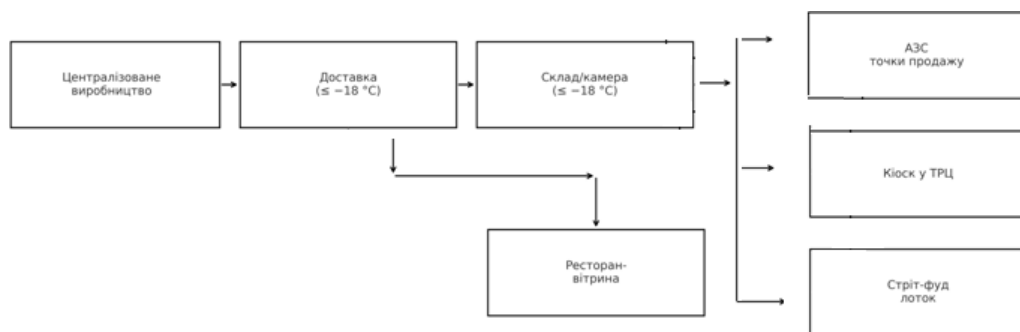 Централізоване
виробництво
Доставка
(≤ −18 °C)
Склад/камера
(≤ −18 °C)
АЗС
точки продажу
Кіоск у ТРЦ
Ресторан-
вітрина
Стріт-фуд
лоток